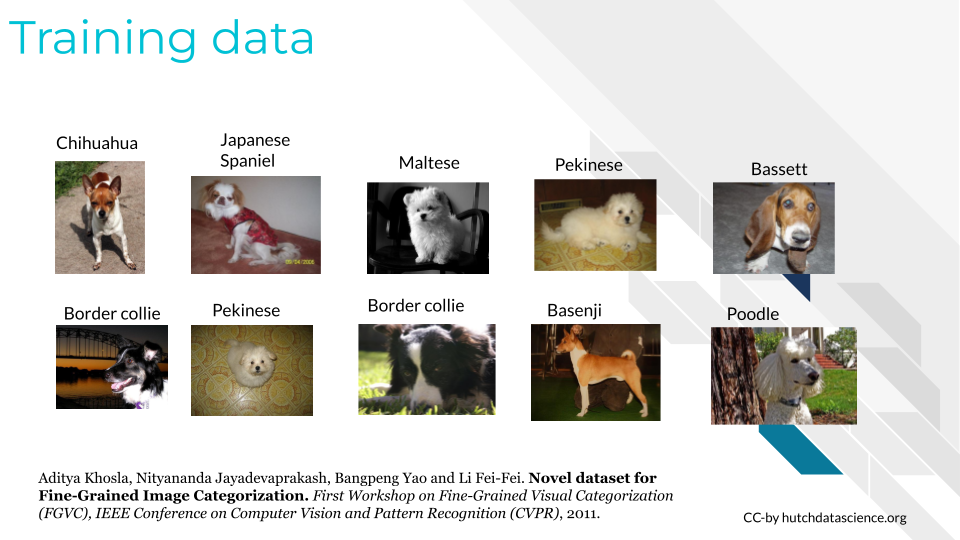 Training data
Chihuahua
Japanese
Spaniel
Maltese
Pekinese
Bassett
Border collie
Pekinese
Border collie
Basenji
Poodle
Aditya Khosla, Nityananda Jayadevaprakash, Bangpeng Yao and Li Fei-Fei. Novel dataset for
Fine-Grained Image Categorization. First Workshop on Fine-Grained Visual Categorization
(FGVC), IEEE Conference on Computer Vision and Pattern Recognition (CVPR), 2011.
CC-by hutchdatascience.org